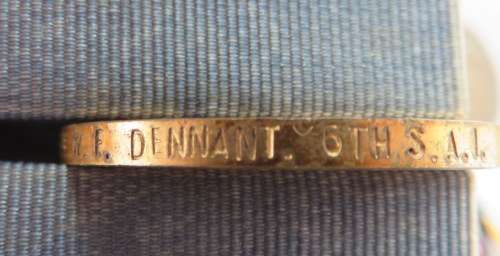 F. DENNANT. 6TH. S.A.I.